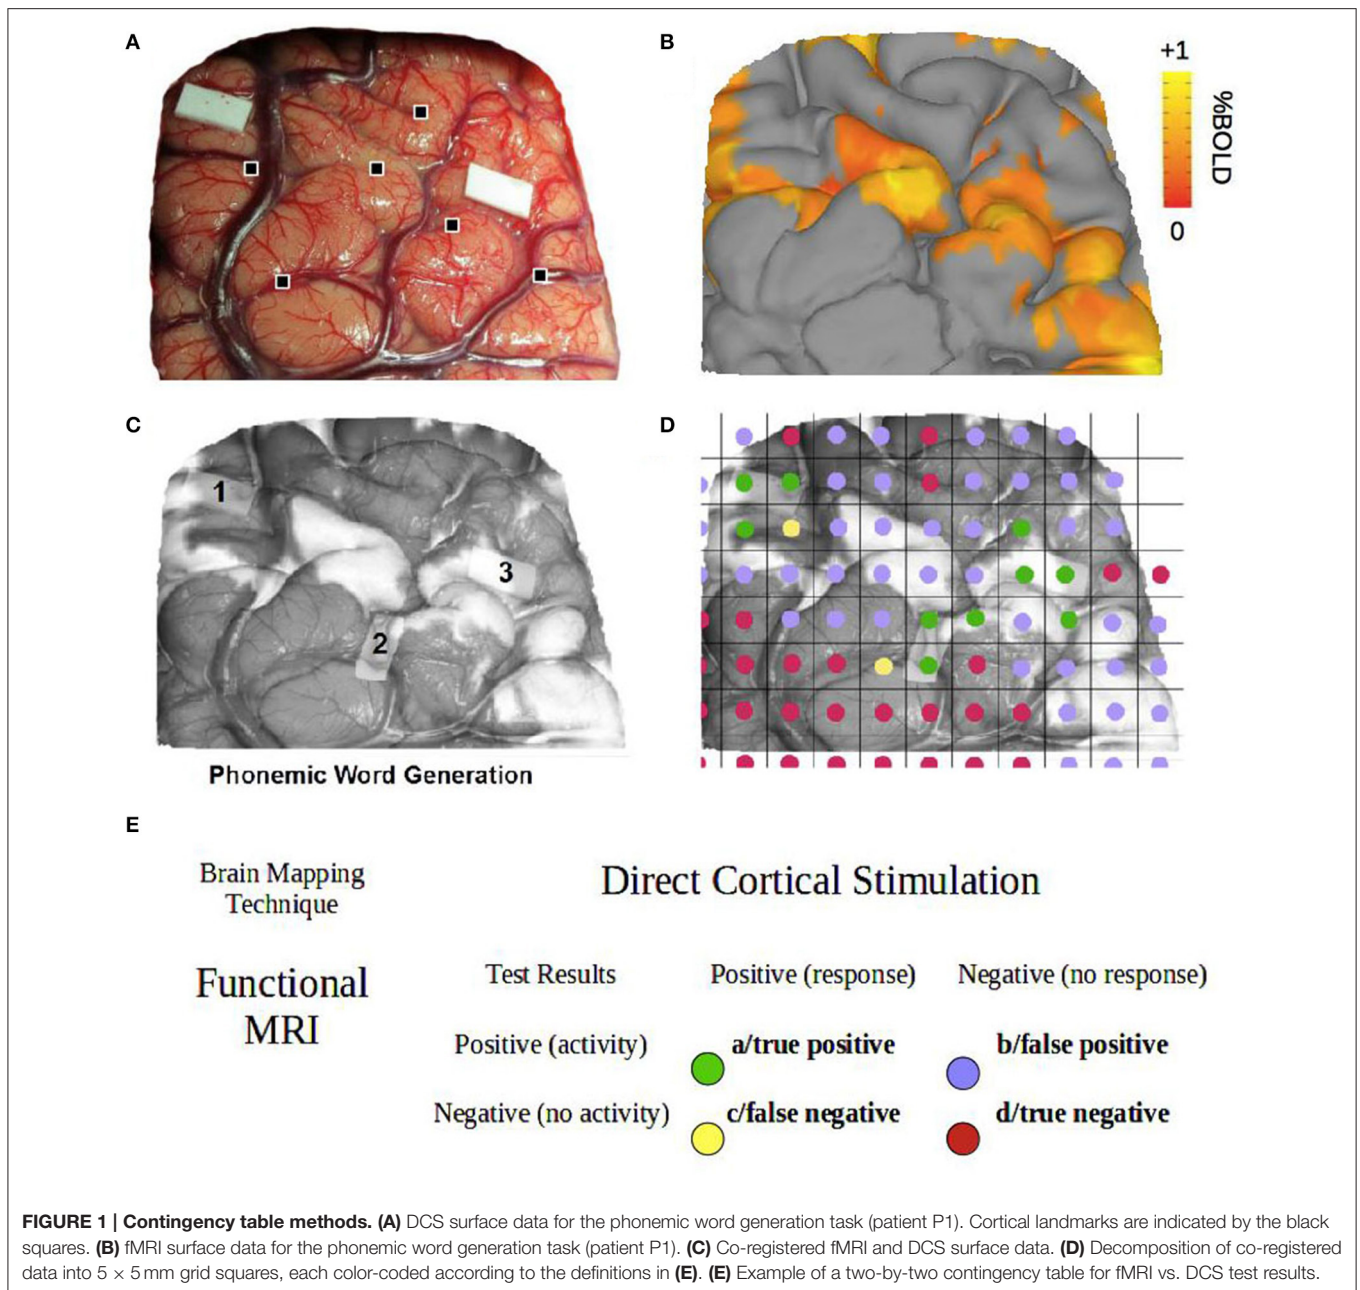 A
B
+1
%BOLD
0
C
D
1
2
3
Phonemic Word Generation
E
Brain Mapping
Technique
Direct Cortical Stimulation
Functional
MRI
Test Results
Positive (response)
Negative (no response)
Positive (activity)
a/true positive
b/false positive
Negative (no activity)
c/false negative
d/true negative
FIGURE 1 | Contingency table methods. (A) DCS surface data for the phonemic word generation task (patient P1). Cortical landmarks are indicated by the black
squares. (B) fMRI surface data for the phonemic word generation task (patient P1). (C) Co-registered fMRI and DCS surface data. (D) Decomposition of co-registered
data into 5 × 5 mm grid squares, each color-coded according to the definitions in (E). (E) Example of a two-by-two contingency table for fMRI vs. DCS test results.